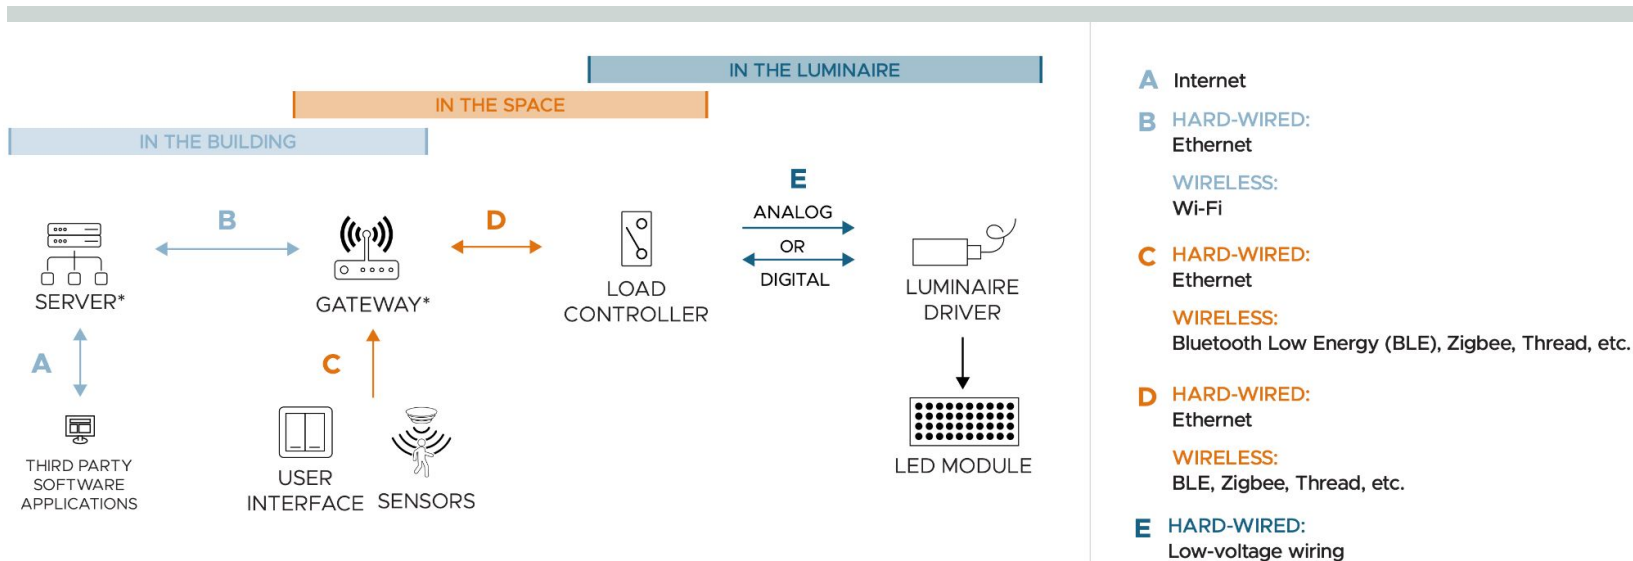 IN THE LUMINAIRE
IN THE SPACE
IN THE BUILDING
E
B
D
ANALOG
OR
DIGITAL
SERVER*
GATEWAY*
LOAD
CONTROLLER
LUMINAIRE
DRIVER
A
C
THIRD PARTY
SOFTWARE
APPLICATIONS
USER
INTERFACE
SENSORS
LED MODULE
A Internet
B HARD-WIRED:
Ethernet
WIRELESS:
Wi-Fi
C HARD-WIRED:
Ethernet
WIRELESS:
Bluetooth Low Energy (BLE), Zigbee, Thread, etc.
D HARD-WIRED:
Ethernet
WIRELESS:
BLE, Zigbee, Thread, etc.
E HARD-WIRED:
Low-voltage wiring